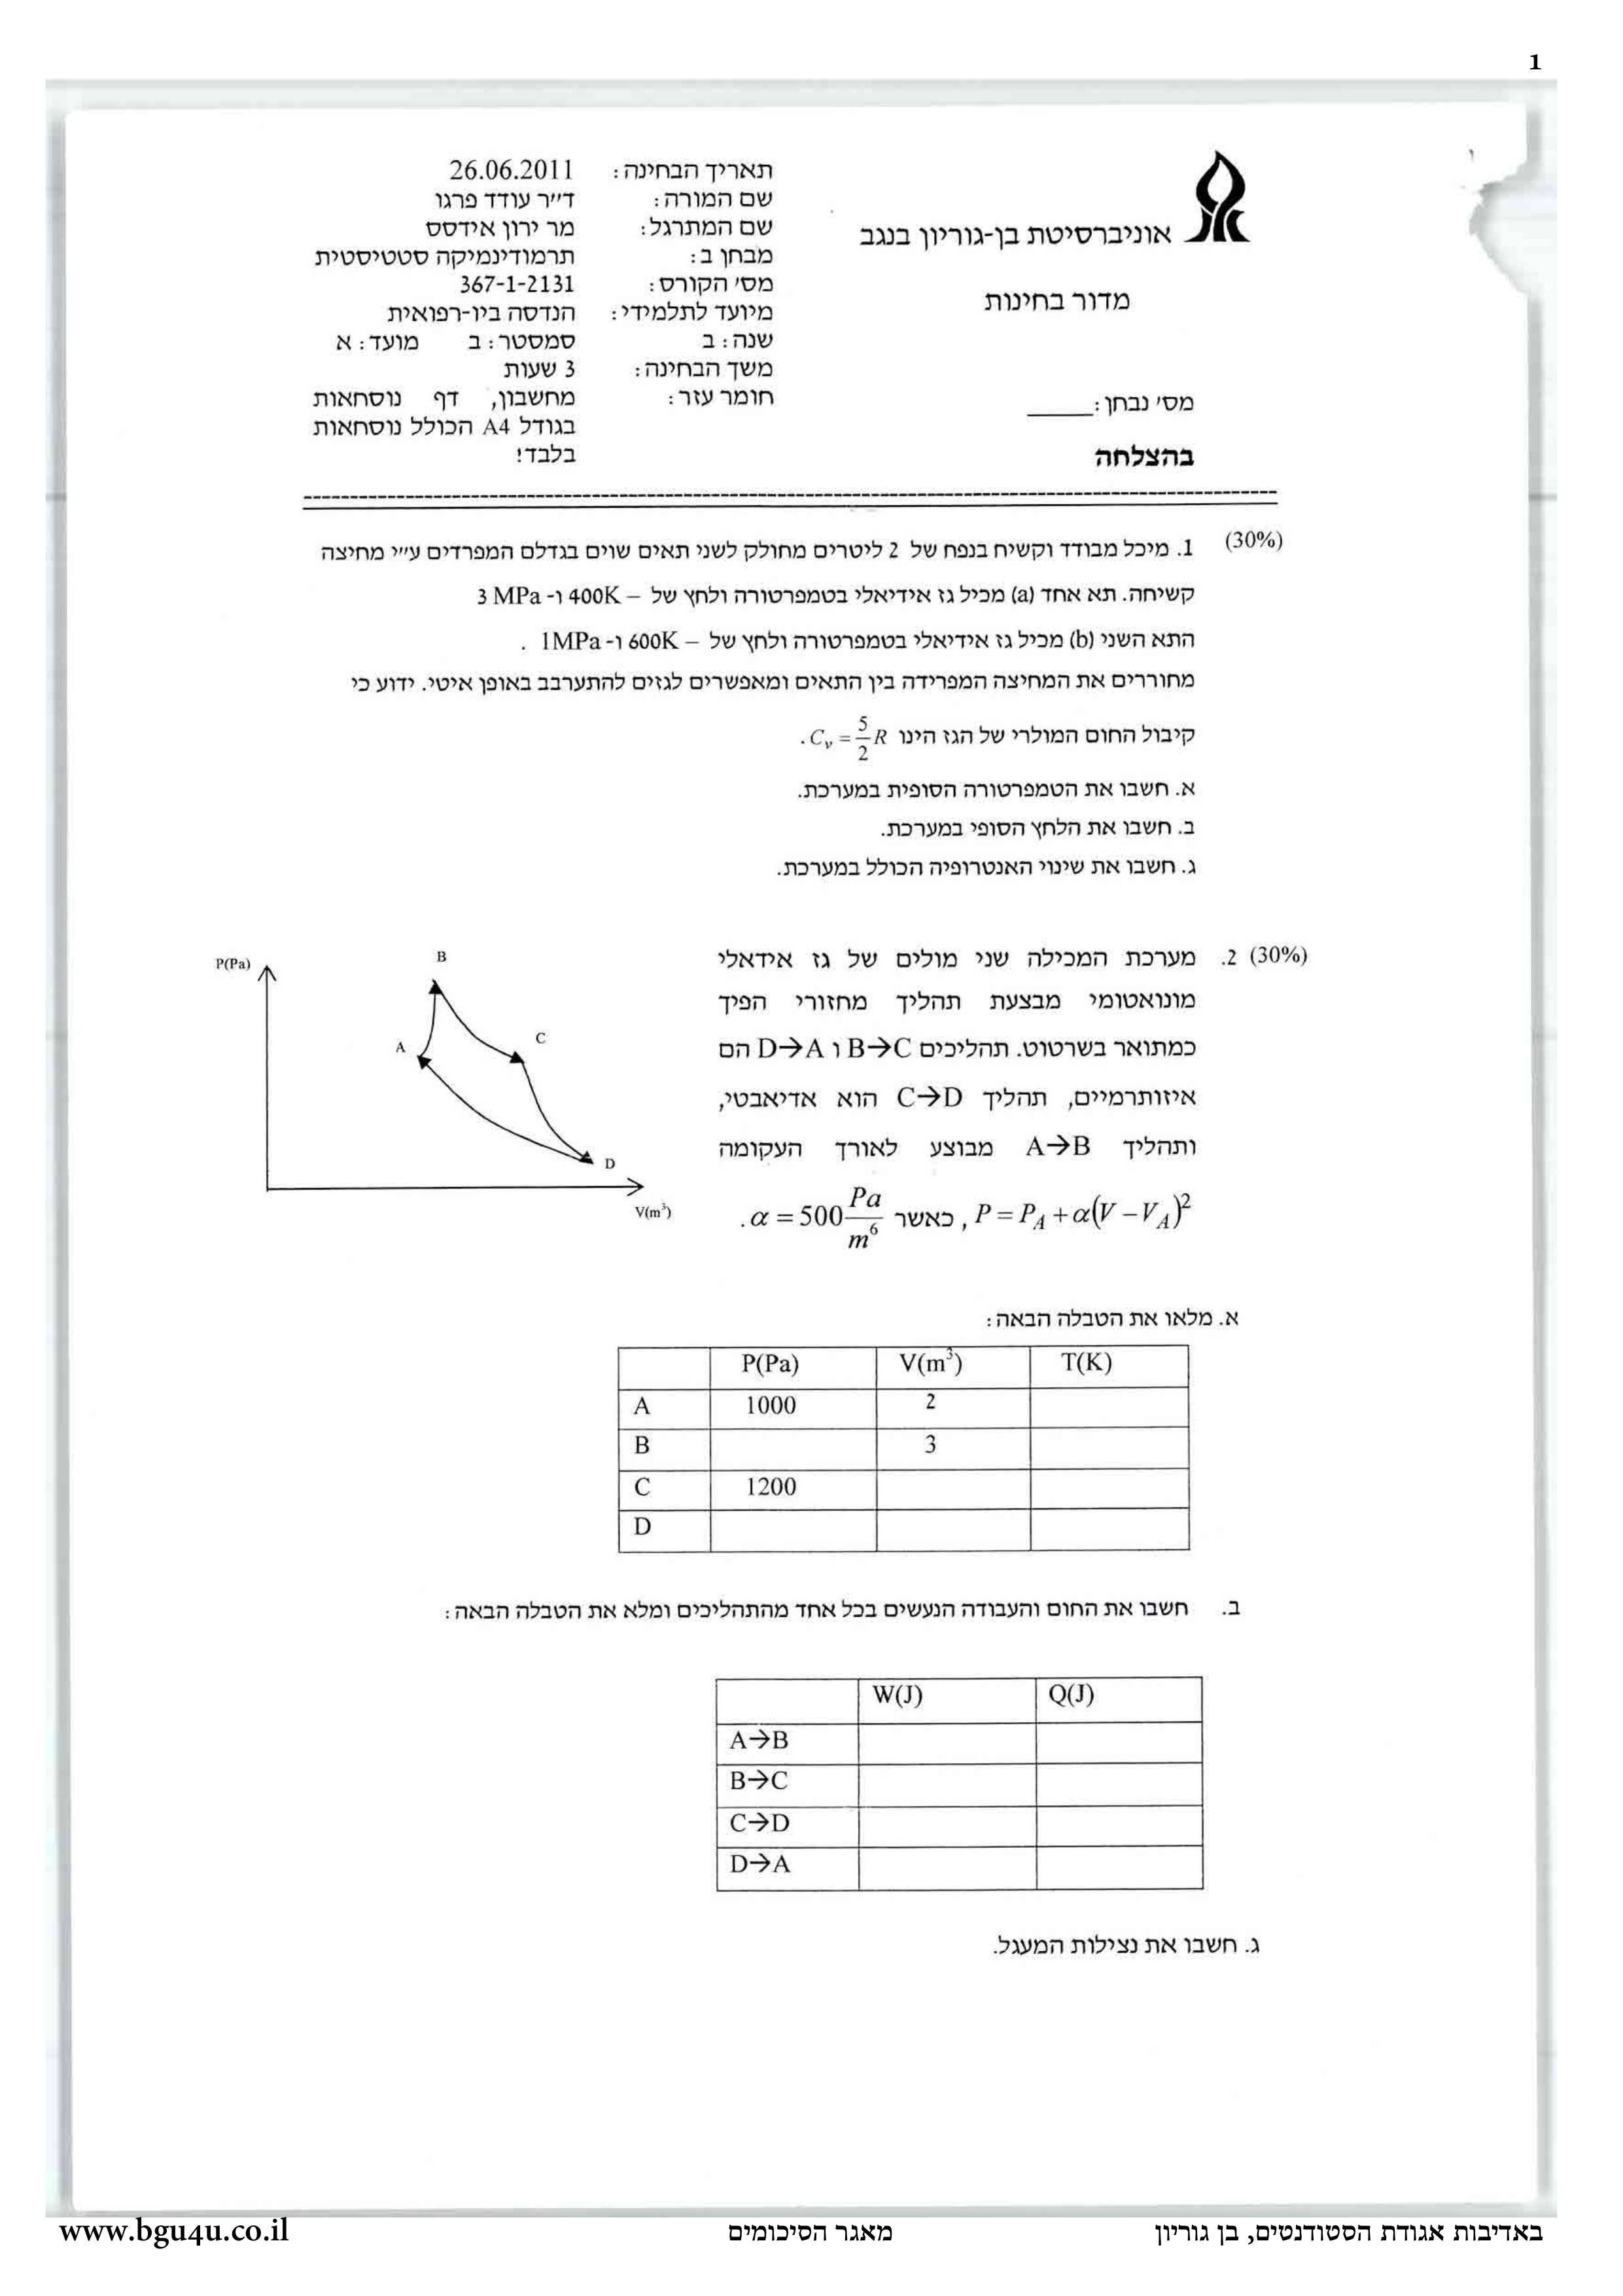 1
אוניברסיטת בן-גוריון בנגב
מדור בחינות
מס׳ נבחן: _____
בהצלחה
תאריך הבחינה: 26.06.2011
שם המורה: ד״ר עודד פרגו
שם המתרגל: מר ירון אידסס
מבחן ב: תרמודינמיקה סטטיסטית
מס׳ הקורס: 367-1-2131
מיועד לתלמידי: הנדסה ביו-רפואית
שנה: ב סמסטר: ב מועד: א
משך הבחינה: 3 שעות
חומר עזר: מחשבון, דף נוסחאות
בגודל A4 הכולל נוסחאות
בלבד!
(30%) 1. מיכל מבודד וקשיח בנפח של 2 ליטרים מחולק לשני תאים שוים בגדלם המפרדים ע״י מחיצה
קשיחה. תא אחד (a) מכיל גז אידיאלי בטמפרטורה ולחץ של – 400K ו- 3 MPa
התא השני (b) מכיל גז אידיאלי בטמפרטורה ולחץ של – 600K ו- 1MPa .
מחוררים את המחיצה המפרידה בין התאים ומאפשרים לגזים להתערבב באופן איטי. ידוע כי
קיבול החום המולרי של הגז הינו C_v = 5/2 R .
א. חשבו את הטמפרטורה הסופית במערכת.
ב. חשבו את הלחץ הסופי במערכת.
ג. חשבו את שינוי האנטרופיה הכולל במערכת.
(30%) 2. מערכת המכילה שני מולים של גז אידאלי
מונואטומי מבצעת תהליך מחזורי הפיך
כמתואר בשרטוט. תהליכים B→C ו D→A הם
איזותרמיים, תהליך C→D הוא אדיאבטי,
ותהליך A→B מבוצע לאורך העקומה
P = P_A + α(V − V_A)², כאשר α = 500 Pa/m⁶ .
P(Pa)
B
C
A
D
V(m³)
א. מלאו את הטבלה הבאה:
P(Pa) V(m³) T(K)
A 1000 2
B 3
C 1200
D
ב. חשבו את החום והעבודה הנעשים בכל אחד מהתהליכים ומלא את הטבלה הבאה:
W(J) Q(J)
A→B
B→C
C→D
D→A
ג. חשבו את נצילות המעגל.
באדיבות אגודת הסטודנטים, בן גוריון מאגר הסיכומים www.bgu4u.co.il